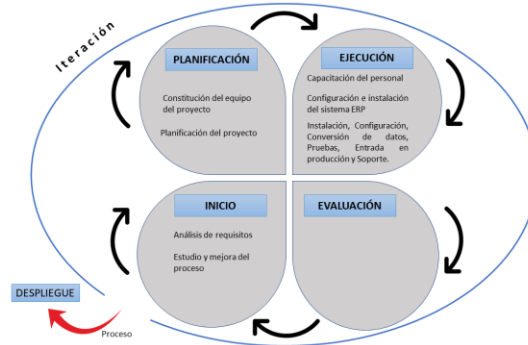 Iteración
PLANIFICACIÓN
Constitución del equipo
del proyecto
Planificación del proyecto
EJECUCIÓN
Capacitación del personal
Configuración e instalación
del sistema ERP
Instalación, Configuración,
Conversión de datos,
Pruebas, Entrada en
producción y Soporte.
INICIO
Análisis de requisitos
Estudio y mejora del
proceso
EVALUACIÓN
DESPLIEGUE
Proceso